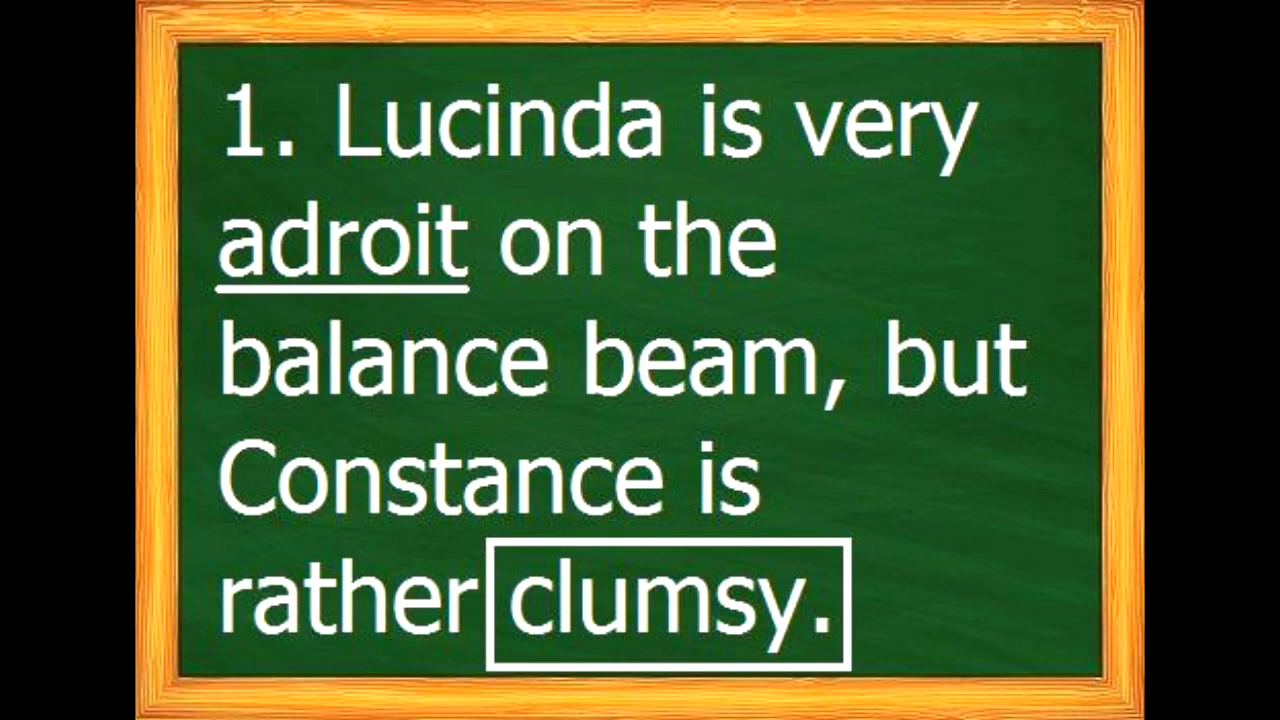 1. Lucinda is very
adroit on the
balance beam, but
Constance is
rather clumsy.